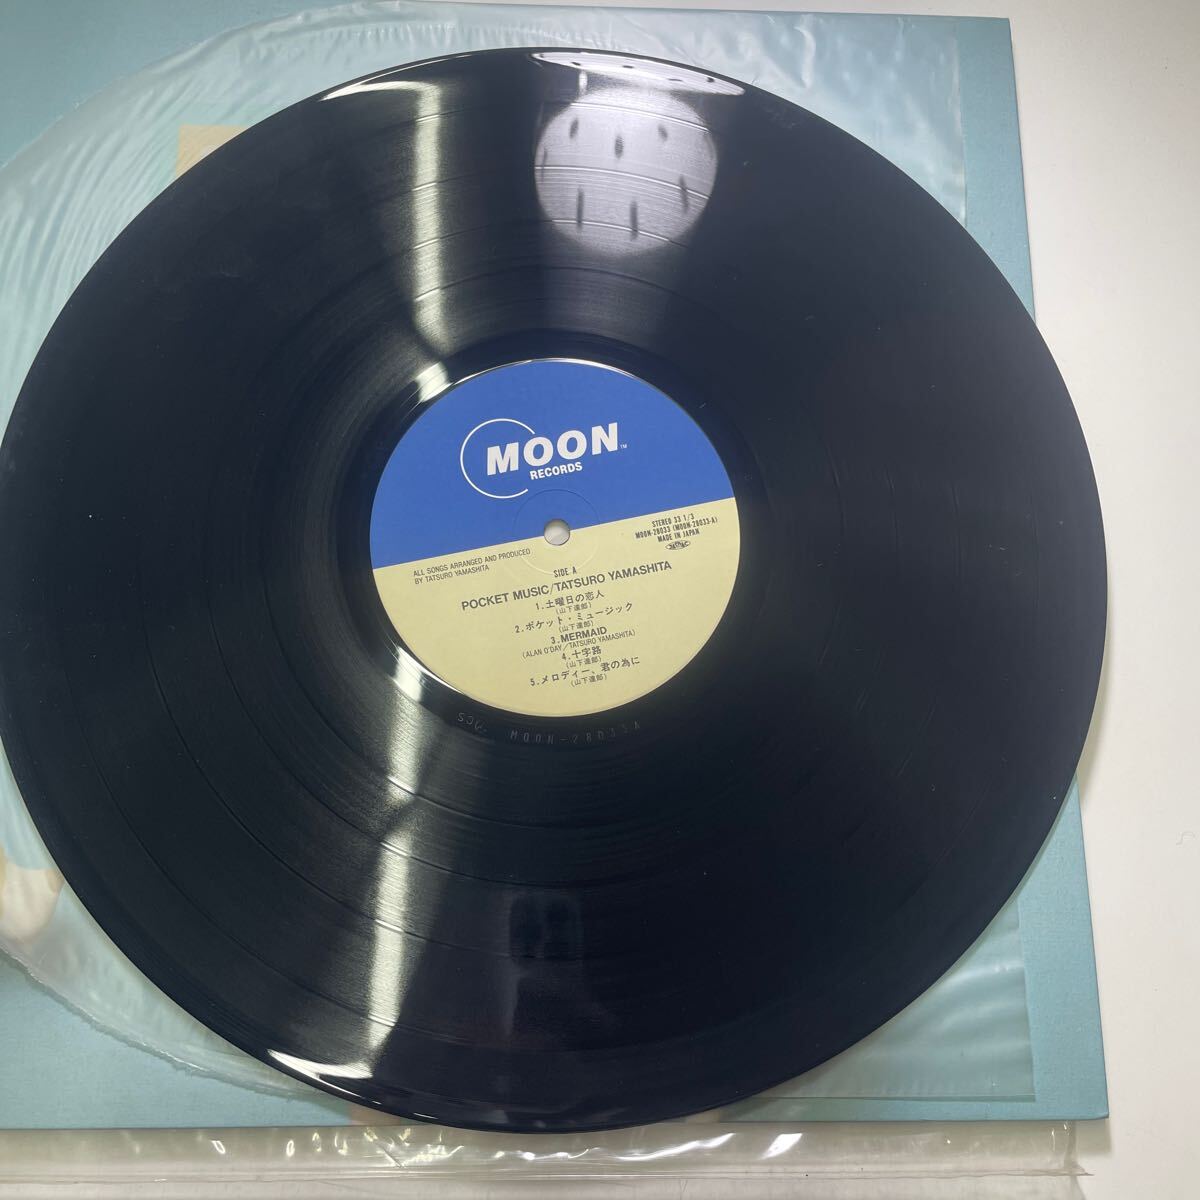 MOON TM
RECORDS
STEREO 33 1/3
MOON-28033 (MOON-28033-A)
MADE IN JAPAN
ALL SONGS ARRANGED AND PRODUCED
BY TATSURO YAMASHITA
SIDE A
POCKET MUSIC/TATSURO YAMASHITA
1.土曜日の恋人
(山下達郎)
2.ポケット・ミュージック
(山下達郎)
3.MERMAID
(ALAN O'DAY/TATSURO YAMASHITA)
4.十字路
(山下達郎)
5.メロディー、君の為に
(山下達郎)
MOON-28033A